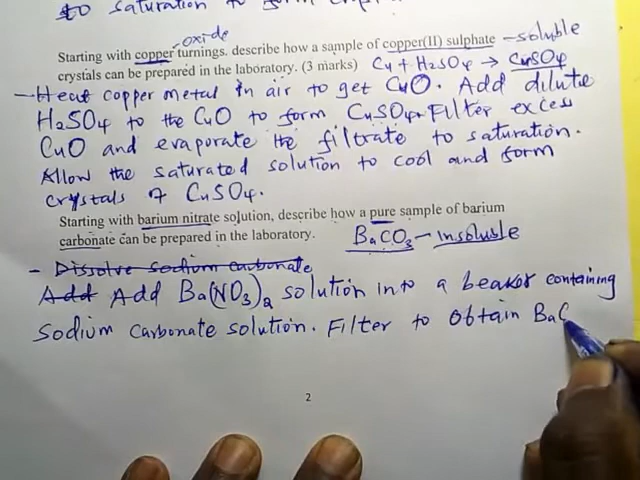 to saturation to form
oxide
Starting with copper turnings. describe how a sample of copper(II) sulphate - soluble
crystals can be prepared in the laboratory. (3 marks) Cu + H2SO4 → CuSO4
- Heat copper metal in air to get CuO. Add dilute
H2SO4 to the CuO to form CuSO4. Filter excess
CuO and evaporate the filtrate to saturation.
Allow the saturated solution to cool and form
crystals of CuSO4.
Starting with barium nitrate solution, describe how a pure sample of barium
carbonate can be prepared in the laboratory. BaCO3 - insoluble
- Dissolve sodium carbonate
Add Add Ba(NO3)2 solution into a beaker containing
Sodium Carbonate solution. Filter to obtain BaC
2